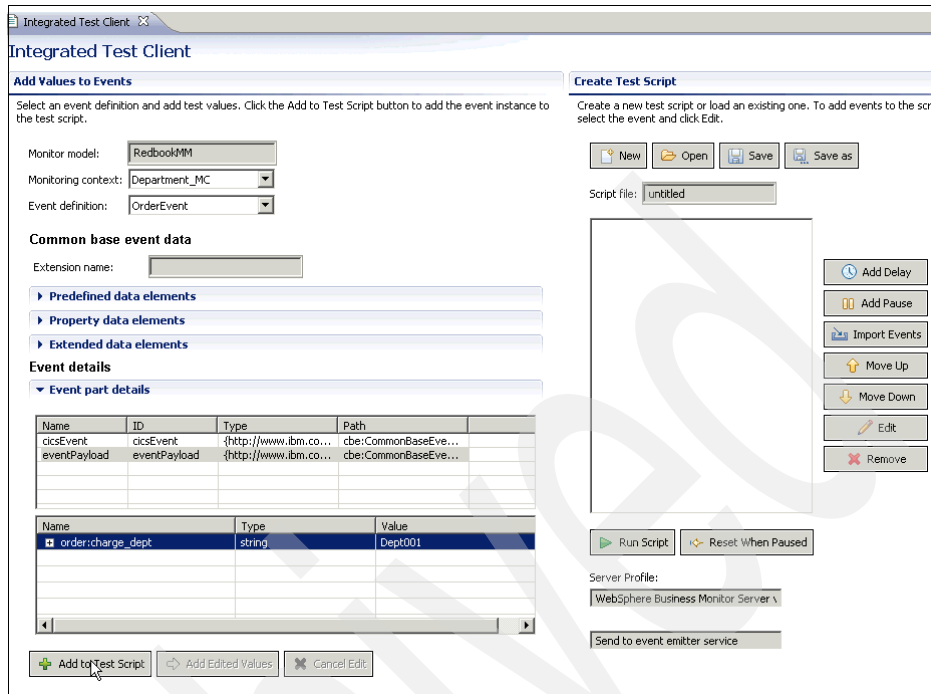 Integrated Test Client
Integrated Test Client
Add Values to Events
Select an event definition and add test values. Click the Add to Test Script button to add the event instance to
the test script.
Monitor model: RedbookMM
Monitoring context: Department_MC
Event definition: OrderEvent
Common base event data
Extension name:
Predefined data elements
Property data elements
Extended data elements
Event details
Event part details
Name ID Type Path
cicsEvent cicsEvent {http://www.ibm.co... cbe:CommonBaseEve...
eventPayload eventPayload {http://www.ibm.co... cbe:CommonBaseEve...
Name Type Value
order:charge_dept string Dept001
Add to Test Script Add Edited Values Cancel Edit
Create Test Script
Create a new test script or load an existing one. To add events to the scr
select the event and click Edit.
New Open Save Save as
Script file: untitled
Add Delay
Add Pause
Import Events
Move Up
Move Down
Edit
Remove
Run Script Reset When Paused
Server Profile:
WebSphere Business Monitor Server v
Send to event emitter service